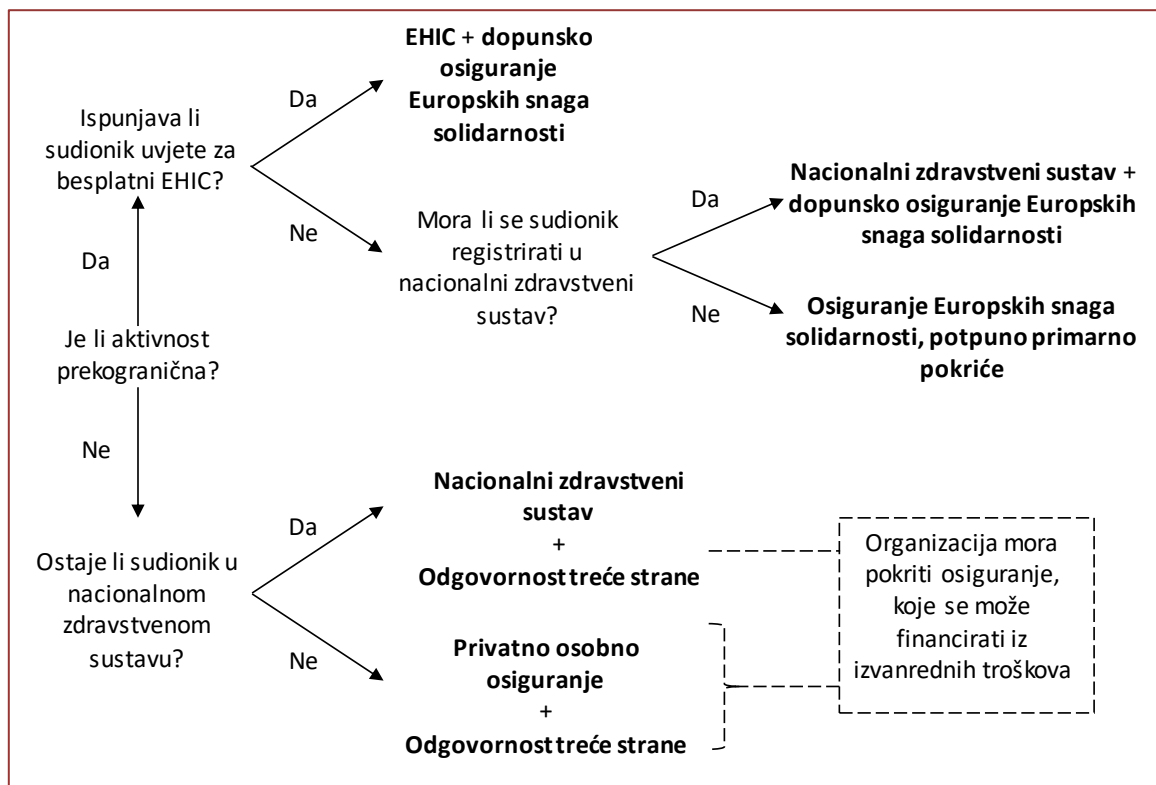 EHIC + dopunsko
osiguranje
Europskih snaga
solidarnosti
Da
Ispunjava li
sudionik uvjete za
besplatni EHIC?
Ne
Mora li se sudionik
registrirati u
nacionalni zdravstveni
sustav?
Da
Nacionalni zdravstveni sustav +
dopunsko osiguranje Europskih
snaga solidarnosti
Ne
Osiguranje Europskih snaga
solidarnosti, potpuno primarno
pokriće
Da
Je li aktivnost
prekogranična?
Ne
Ostaje li sudionik u
nacionalnom
zdravstvenom
sustavu?
Da
Nacionalni zdravstveni
sustav
+
Odgovornost treće strane
Ne
Privatno osobno
osiguranje
+
Odgovornost treće strane
Organizacija mora
pokriti osiguranje,
koje se može
financirati iz
izvanrednih troškova